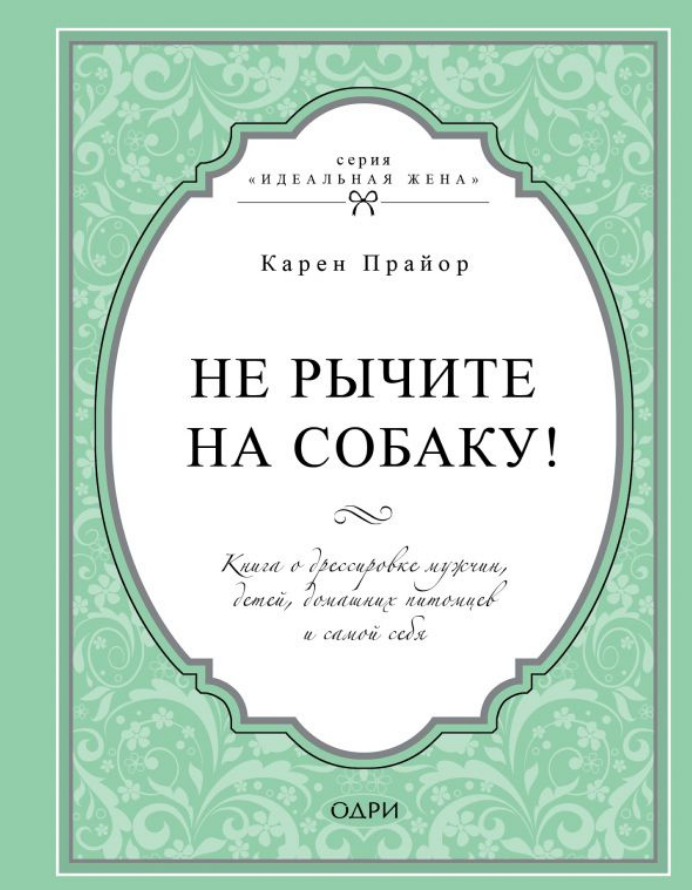 серия
«ИДЕАЛЬНАЯ ЖЕНА»
Карен Прайор
НЕ РЫЧИТЕ
НА СОБАКУ!
Книга о дрессировке мужчин,
детей, домашних питомцев
и самой себя
ОДРИ